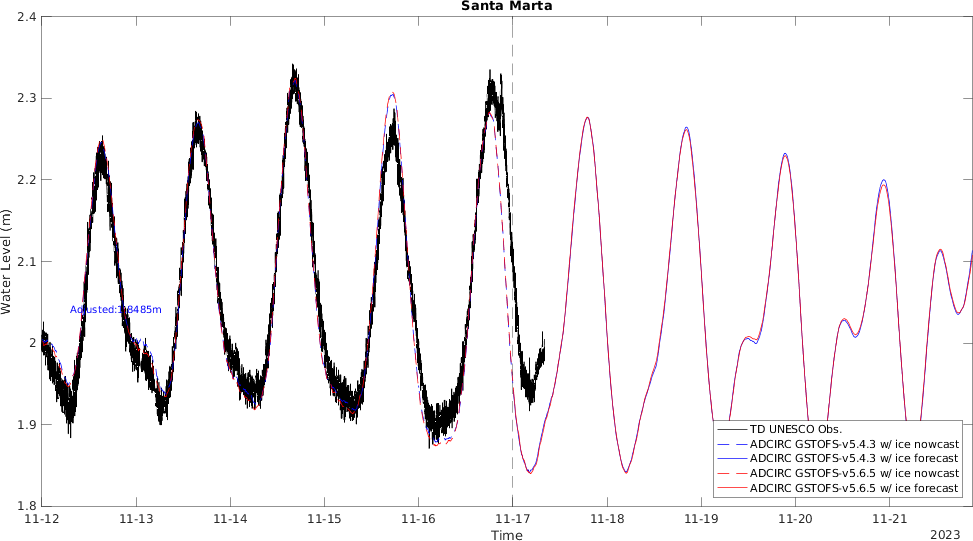 Santa Marta
2.4
2.3
2.2
2.1
2
1.9
1.8
Water Level (m)
TD UNESCO Obs.
ADCIRC GSTOFS-v5.4.3 w/ ice nowcast
ADCIRC GSTOFS-v5.4.3 w/ ice forecast
ADCIRC GSTOFS-v5.6.5 w/ ice nowcast
ADCIRC GSTOFS-v5.6.5 w/ ice forecast
11-12 11-13 11-14 11-15 11-16 11-17 11-18 11-19 11-20 11-21
Time
2023